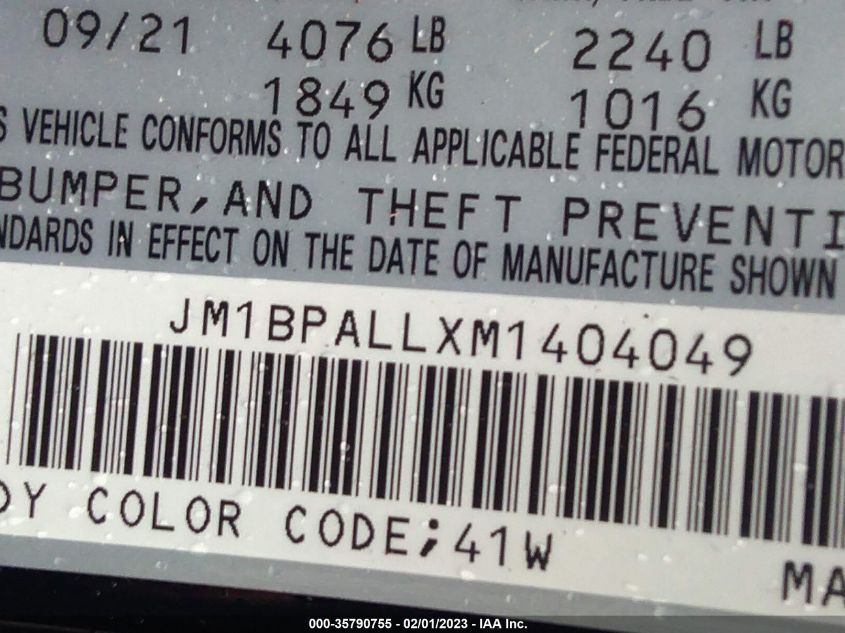 09/21 4076 LB 2240 LB
1849 KG 1016 KG
S VEHICLE CONFORMS TO ALL APPLICABLE FEDERAL MOTOR
BUMPER, AND THEFT PREVENTI
NDARDS IN EFFECT ON THE DATE OF MANUFACTURE SHOWN
JM1BPALLXM1404049
DY COLOR CODE;41W
MA
000-35790755 - 02/01/2023 - IAA Inc.